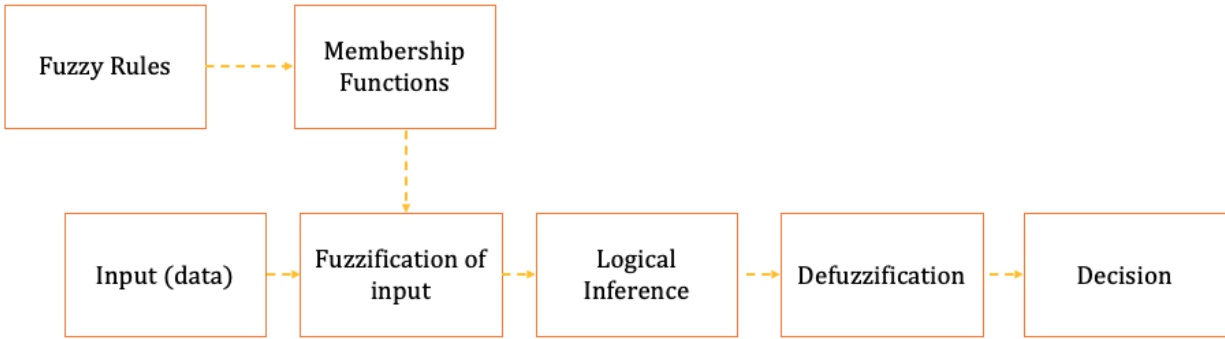 Fuzzy Rules
Membership
Functions
Input (data)
Fuzzification of
input
Logical
Inference
Defuzzification
Decision